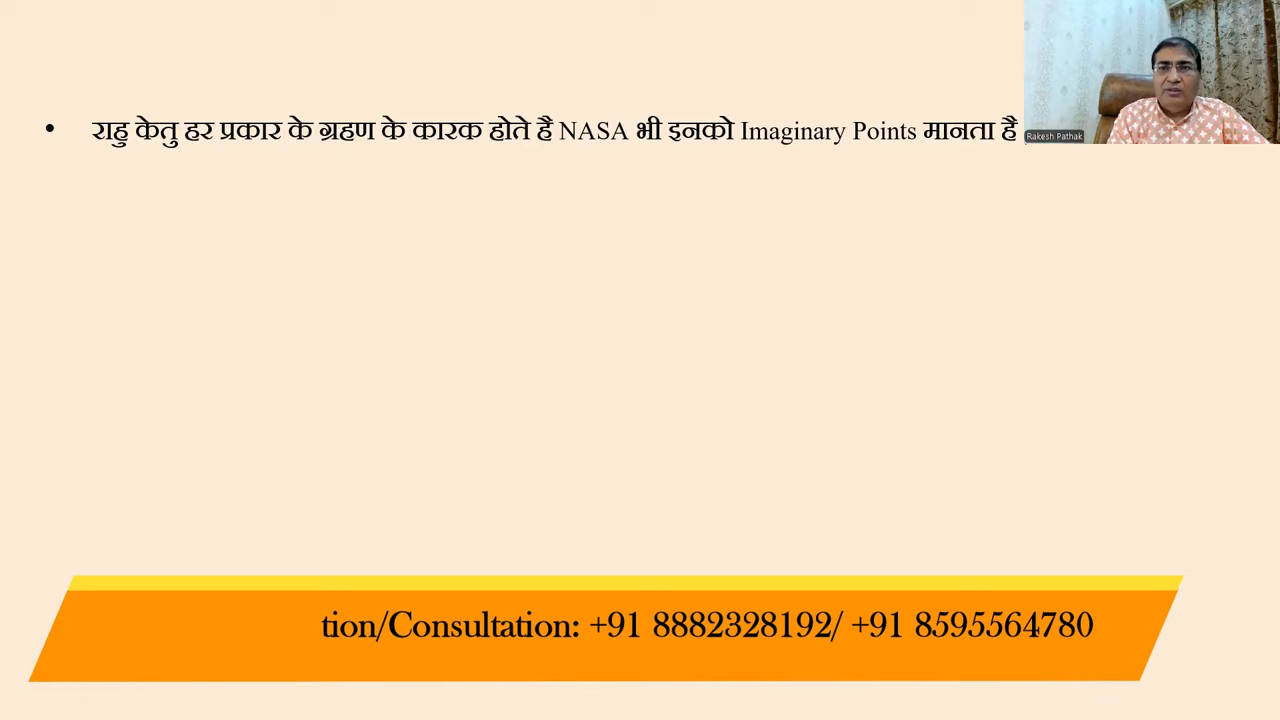 • राहु केतु हर प्रकार के ग्रहण के कारक होते है NASA भी इनको Imaginary Points मानता है
Rakesh Pathak
tion/Consultation: +91 8882328192/ +91 8595564780